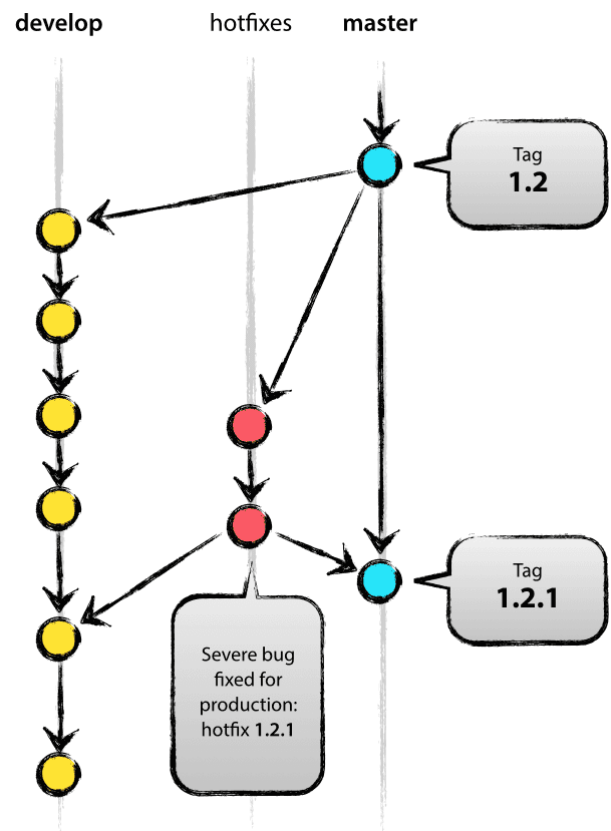 develop
hotfixes
master
Tag
1.2
Tag
1.2.1
Severe bug
fixed for
production:
hotfix 1.2.1